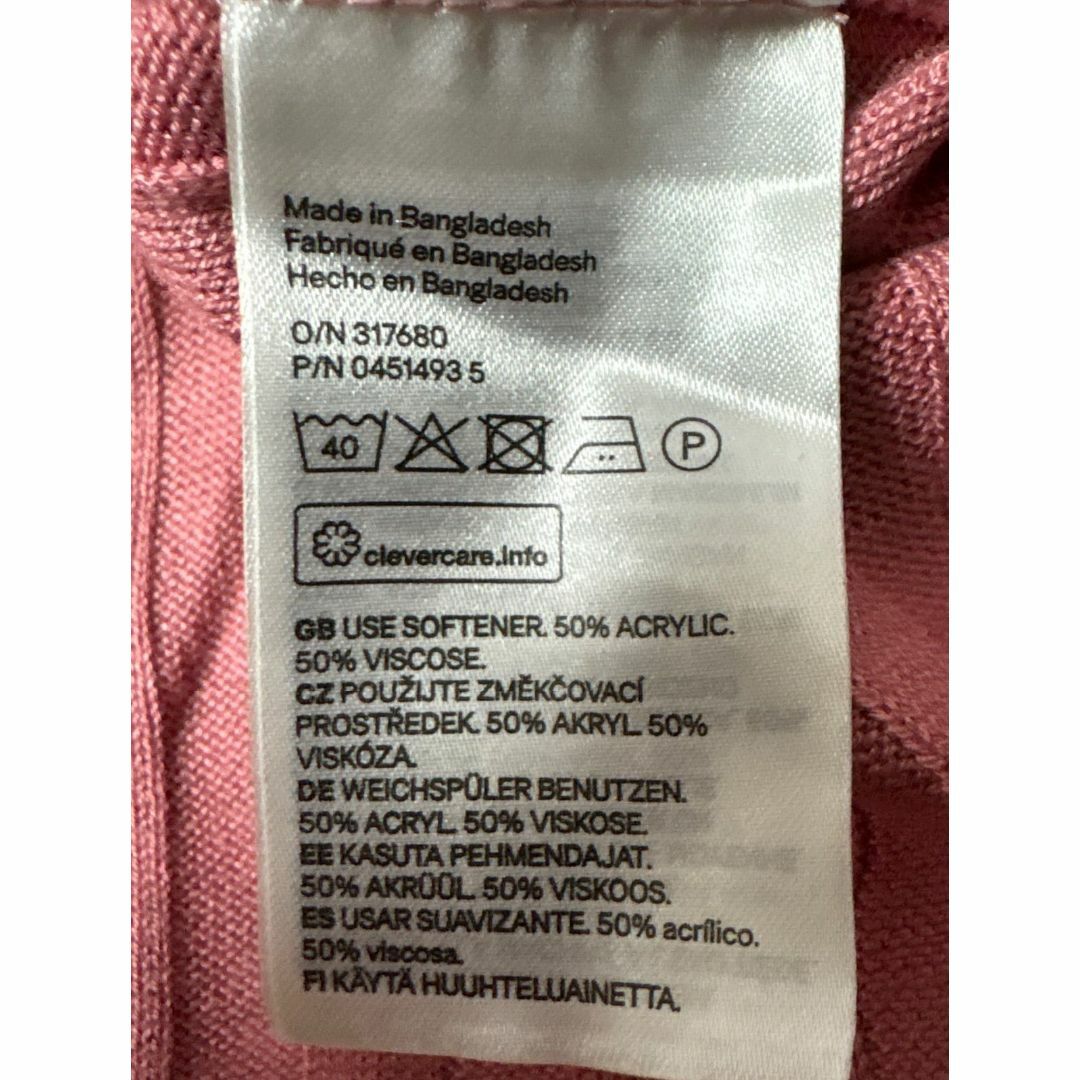 Made in Bangladesh
Fabriqué en Bangladesh
Hecho en Bangladesh
O/N 317680
P/N 0451493 5
40 P
clevercare.info
GB USE SOFTENER. 50% ACRYLIC.
50% VISCOSE.
CZ POUŽIJTE ZMĚKČOVACÍ
PROSTŘEDEK. 50% AKRYL. 50%
VISKÓZA.
DE WEICHSPÜLER BENUTZEN.
50% ACRYL. 50% VISKOSE.
EE KASUTA PEHMENDAJAT.
50% AKRÜÜL. 50% VISKOOS.
ES USAR SUAVIZANTE. 50% acrílico.
50% viscosa.
FI KÄYTÄ HUUHTELUAINETTA.